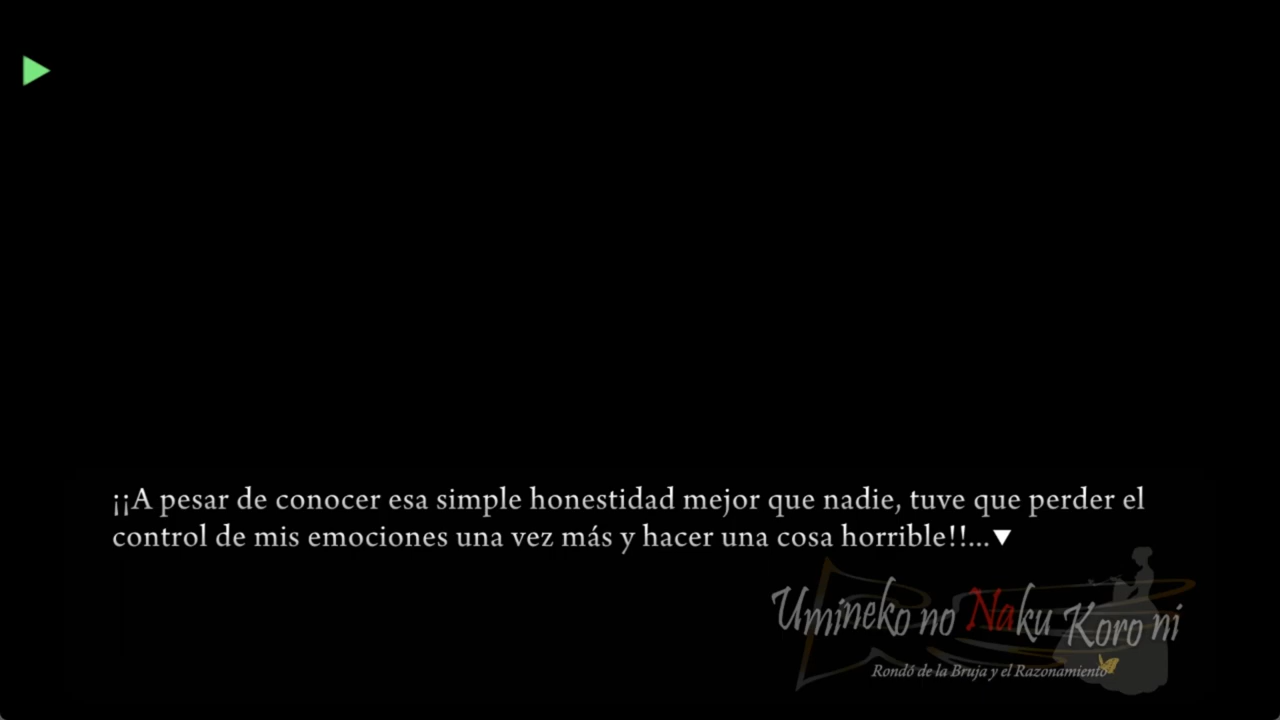 ¡¡A pesar de conocer esa simple honestidad mejor que nadie, tuve que perder el
control de mis emociones una vez más y hacer una cosa horrible!!...
Umineko no Naku Koro ni
Rondó de la Bruja y el Razonamiento